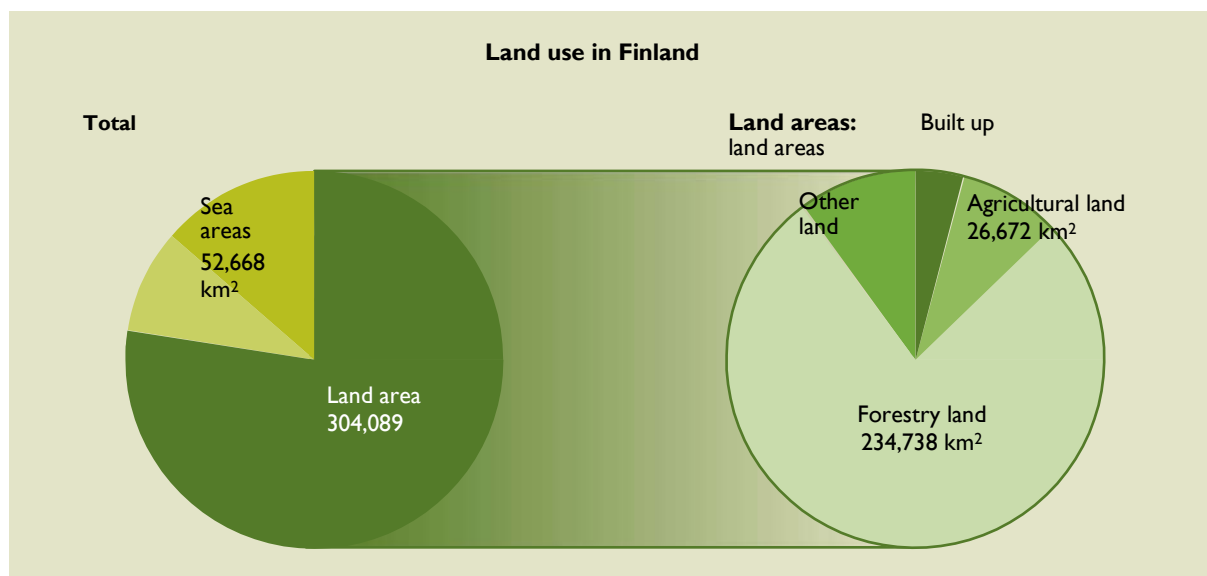 Land use in Finland
Total
Land areas:
land areas
Built up
Sea
areas
52,668
km²
Land area
304,089
Other
land
Agricultural land
26,672 km²
Forestry land
234,738 km²